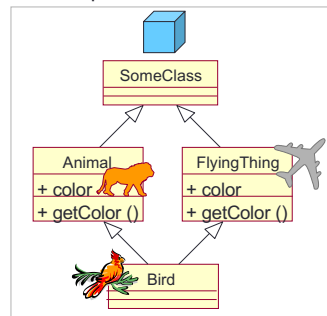 SomeClass
Animal
+ color
+ getColor ()
FlyingThing
+ color
+ getColor ()
Bird